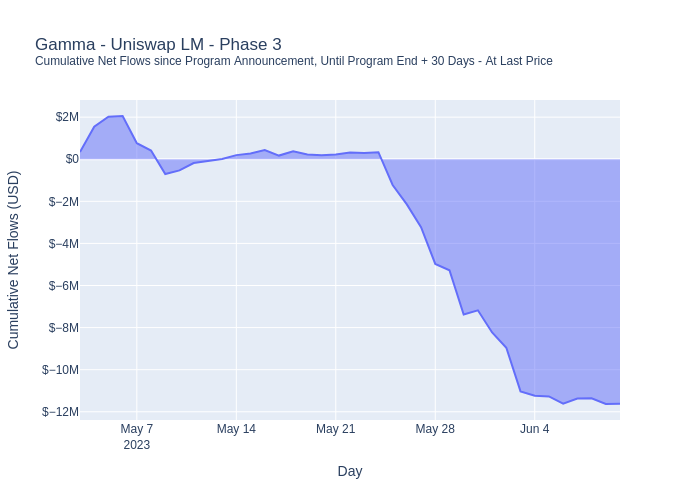 Gamma - Uniswap LM - Phase 3
Cumulative Net Flows since Program Announcement, Until Program End + 30 Days - At Last Price
Cumulative Net Flows (USD)
$2M
$0
$−2M
$−4M
$−6M
$−8M
$−10M
$−12M
May 7
2023
May 14
May 21
May 28
Jun 4
Day